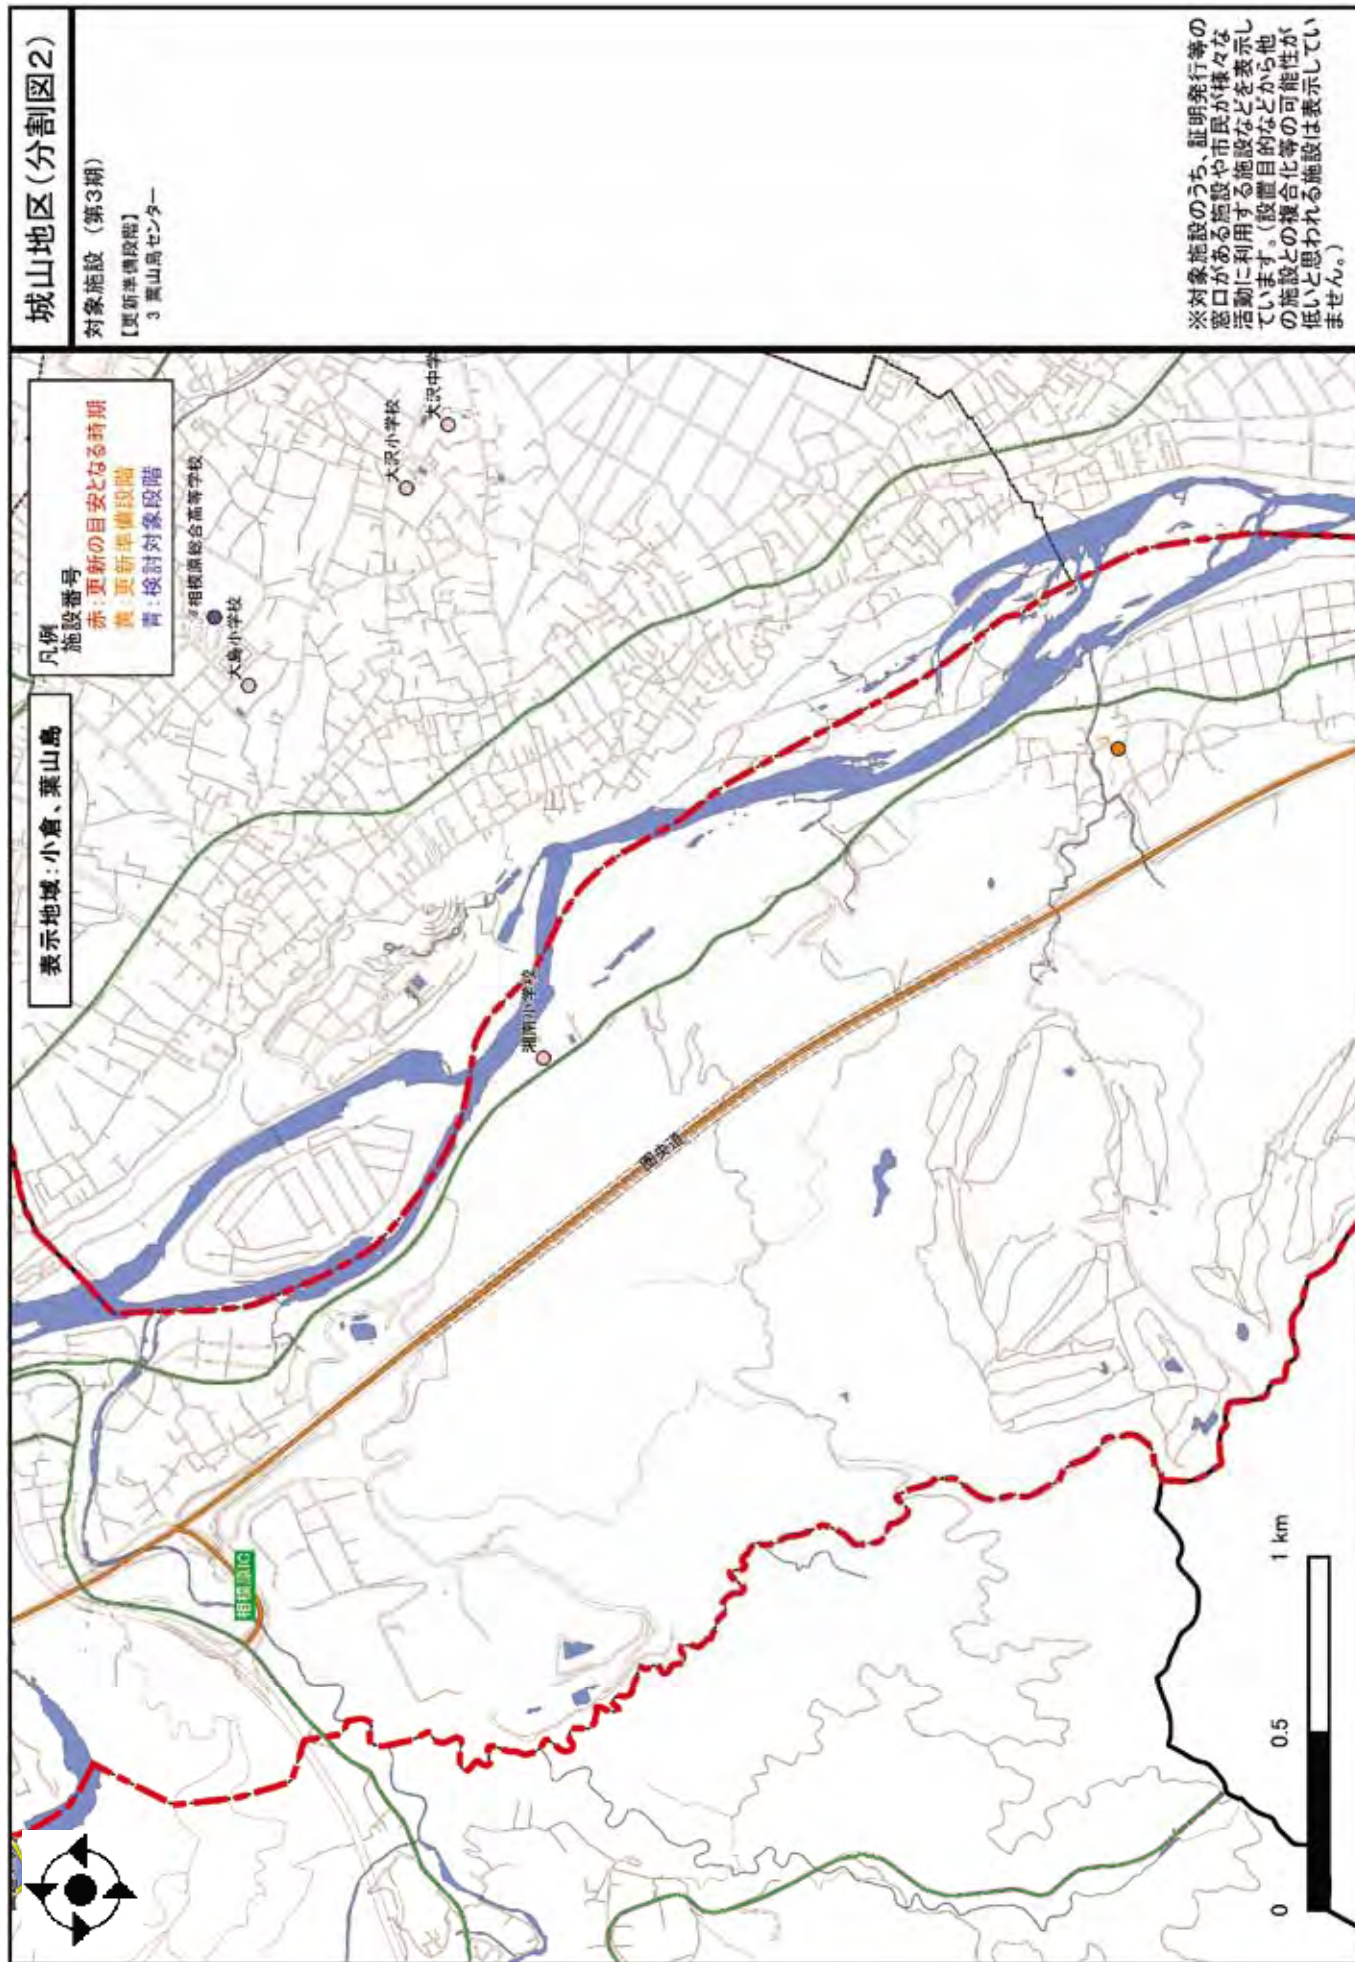 城山地区(分割図2)
対象施設 (第3期)
【更新準備段階】
3 葉山島センター
※対象施設のうち、証明発行等の
窓口がある施設や市民が様々な
活動に利用する施設などを表示し
ています。(設置目的などから他
の施設との複合化等の可能性が
低いと思われる施設は表示してい
ません。)
表示地域:小倉、葉山島
凡例
施設番号
赤:更新の目安となる時期
黄:更新準備段階
青:検討対象段階
相模原総合高等学校
大島小学校
大沢小学校
大沢中学
湘南小学校
圏央道
相模原IC
0
0.5
1 km